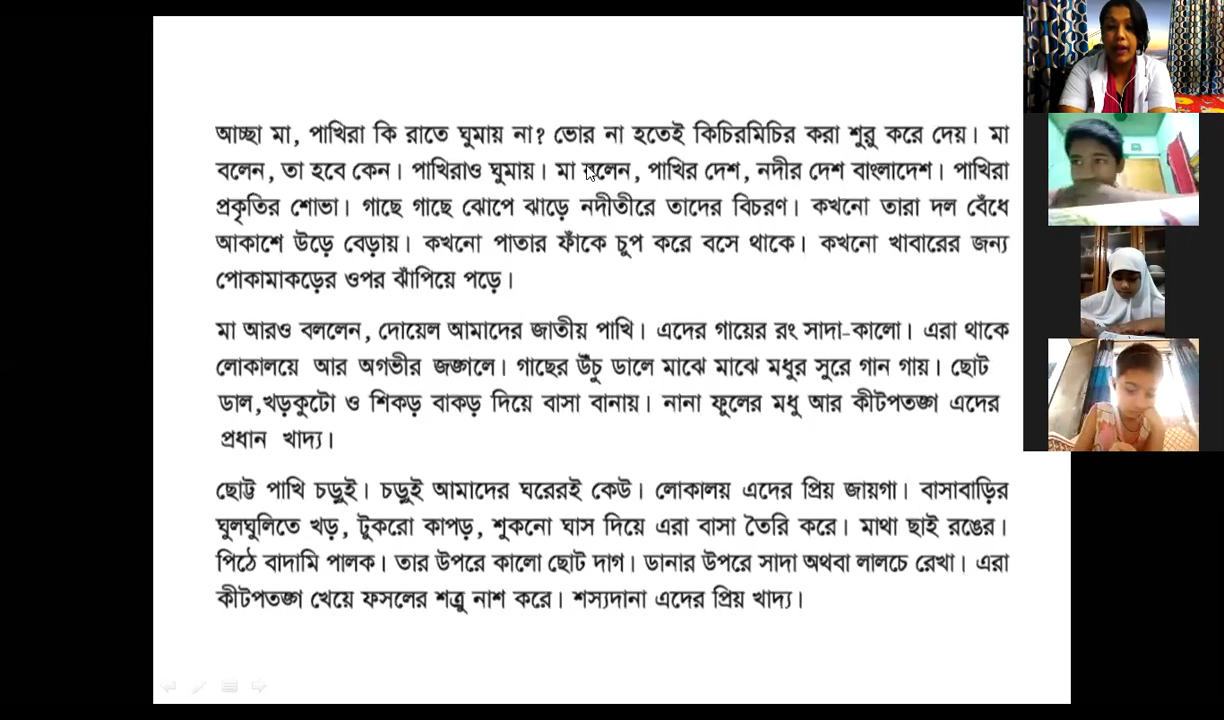 আচ্ছা মা, পাখিরা কি রাতে ঘুমায় না? ভোর না হতেই কিচিরমিচির করা শুরু করে দেয়। মা
বলেন, তা হবে কেন। পাখিরাও ঘুমায়। মা বলেন, পাখির দেশ, নদীর দেশ বাংলাদেশ। পাখিরা
প্রকৃতির শোভা। গাছে গাছে ঝোপে ঝাড়ে নদীতীরে তাদের বিচরণ। কখনো তারা দল বেঁধে
আকাশে উড়ে বেড়ায়। কখনো পাতার ফাঁকে চুপ করে বসে থাকে। কখনো খাবারের জন্য
পোকামাকড়ের ওপর ঝাঁপিয়ে পড়ে।
মা আরও বললেন, দোয়েল আমাদের জাতীয় পাখি। এদের গায়ের রং সাদা-কালো। এরা থাকে
লোকালয়ে আর অগভীর জঙ্গলে। গাছের উঁচু ডালে মাঝে মাঝে মধুর সুরে গান গায়। ছোট
ডাল,খড়কুটো ও শিকড় বাকড় দিয়ে বাসা বানায়। নানা ফুলের মধু আর কীটপতঙ্গ এদের
প্রধান খাদ্য।
ছোট্ট পাখি চড়ুই। চড়ুই আমাদের ঘরেরই কেউ। লোকালয় এদের প্রিয় জায়গা। বাসাবাড়ির
ঘুলঘুলিতে খড়, টুকরো কাপড়, শুকনো ঘাস দিয়ে এরা বাসা তৈরি করে। মাথা ছাই রঙের।
পিঠে বাদামি পালক। তার উপরে কালো ছোট দাগ। ডানার উপরে সাদা অথবা লালচে রেখা। এরা
কীটপতঙ্গ খেয়ে ফসলের শত্রু নাশ করে। শস্যদানা এদের প্রিয় খাদ্য।